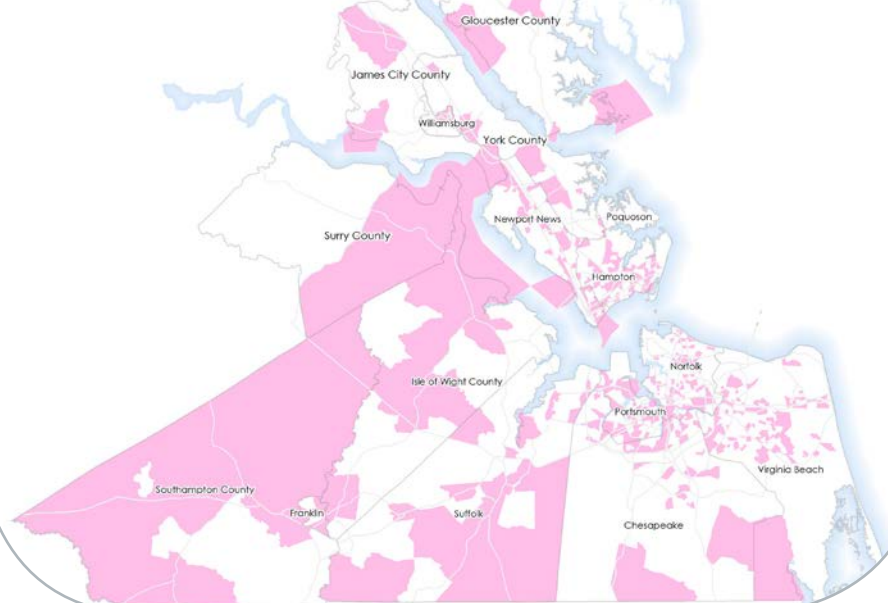 Gloucester County
James City County
Williamsburg
York County
Newport News
Poquoson
Surry County
Hampton
Norfolk
Isle of Wight County
Portsmouth
Virginia Beach
Southampton County
Franklin
Suffolk
Chesapeake